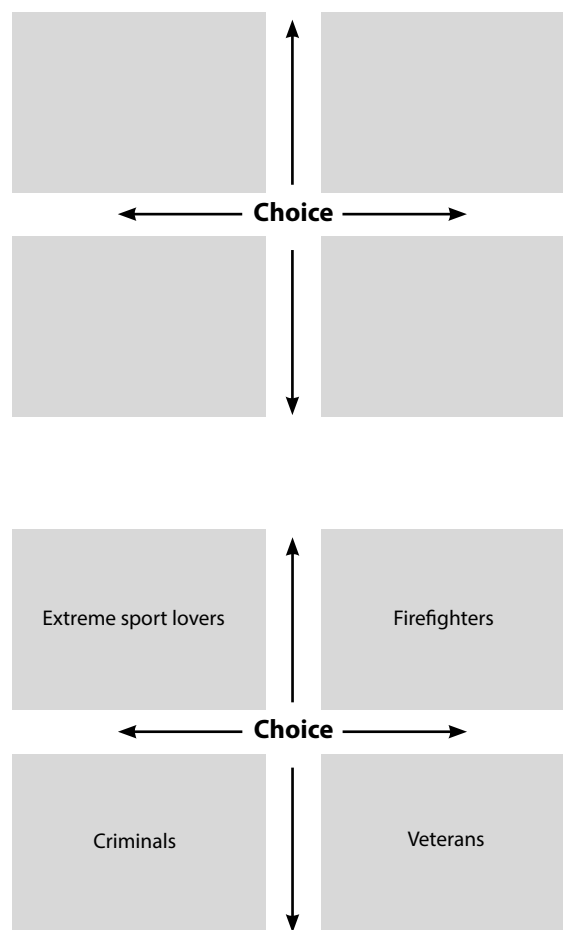 Choice
Extreme sport lovers
Firefighters
Choice
Criminals
Veterans